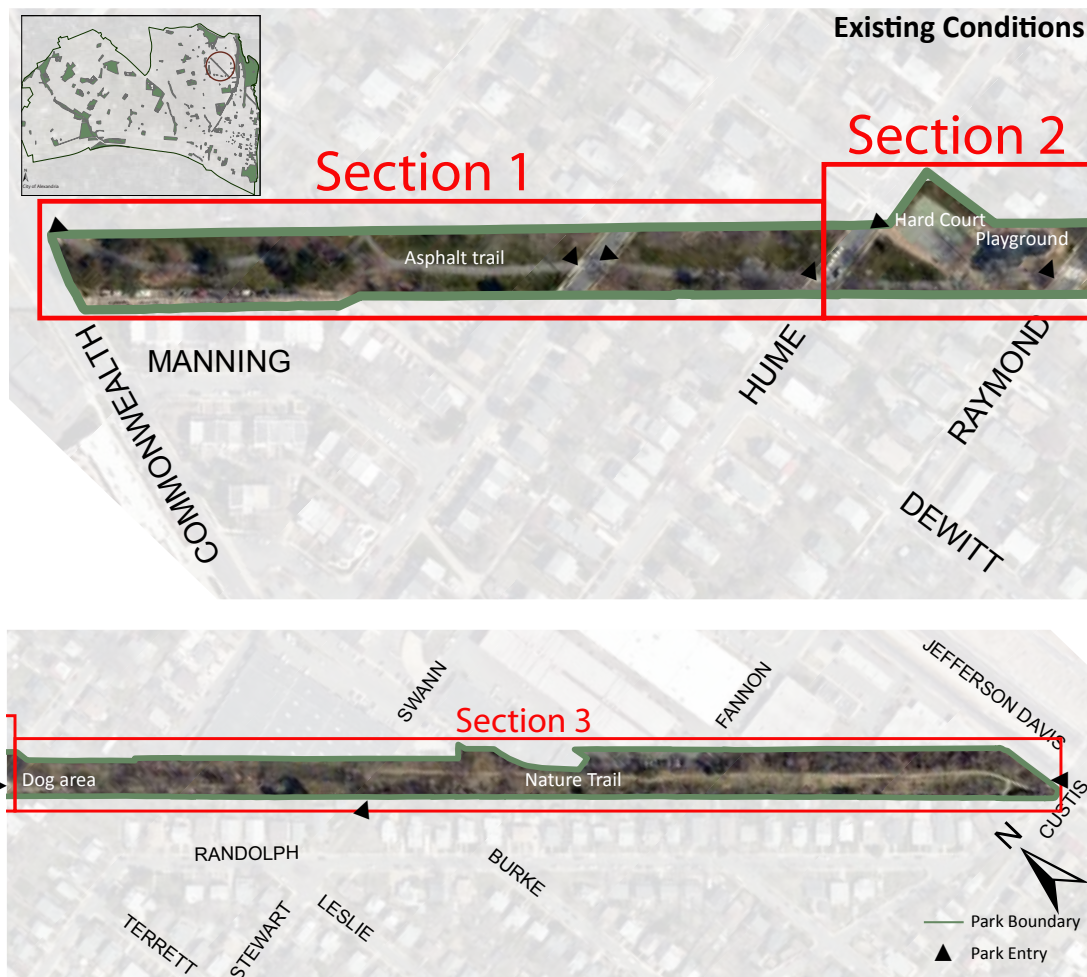 Existing Conditions
City of Alexandria
Section 1
Section 2
Hard Court
Playground
Asphalt trail
COMMONWEALTH
MANNING
HUME
RAYMOND
DEWITT
SWANN
FANNON
JEFFERSON DAVIS
Section 3
Dog area
Nature Trail
CUSTIS
N
RANDOLPH
BURKE
TERRETT
STEWART
LESLIE
Park Boundary
Park Entry